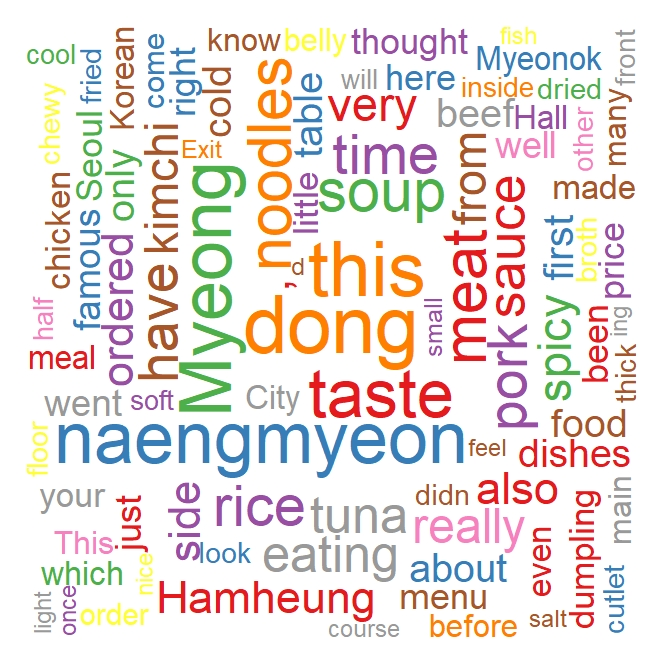 know
belly
thought
fish
front
cool
fried
Korean
come
right
cold
noodles
table
will
here
Myeonok
inside
dried
very
beef
Hall
many
chewy
Seoul
only
kimchi
Exit
time
well
other
chicken
famous
ordered
have
Myeong
little
soup
from
made
sauce
first
broth
price
half
'd
this
small
meat
pork
spicy
been
ing
thick
dong
meal
went
soft
City
taste
food
floor
naengmyeon
feel
dishes
your
just
side
rice
tuna
didn
also
main
This
look
eating
really
even
dumpling
which
nice
about
cutlet
light
once
order
Hamheung
menu
salt
course
before